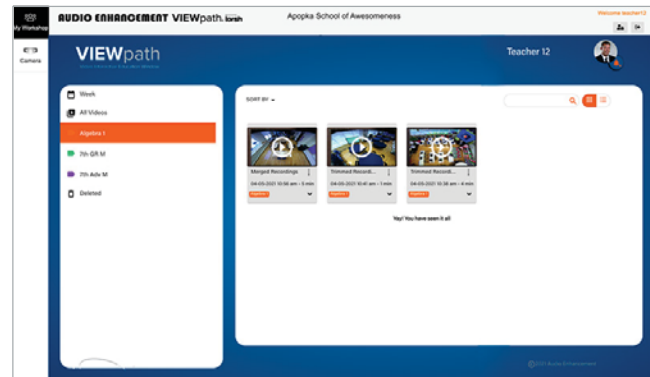 My Workshop
Camera
AUDIO ENHANCEMENT VIEWpath.
Apopka School of Awesomeness
Welcome teacher12
VIEWpath
Teacher 12
Week
All Videos
Algebra 1
7th GR M
7th Adv M
Deleted
SORT BY
Merged Recordings
04-09-2021 10:56 am - 5 min
Algebra 1
Trimmed Recordi...
04-09-2021 10:41 am - 1 min
Algebra 1
Trimmed Recordi...
04-09-2021 10:38 am - 4 min
Algebra 1
Yay! You have seen it all
©2021 Audio Enhancement